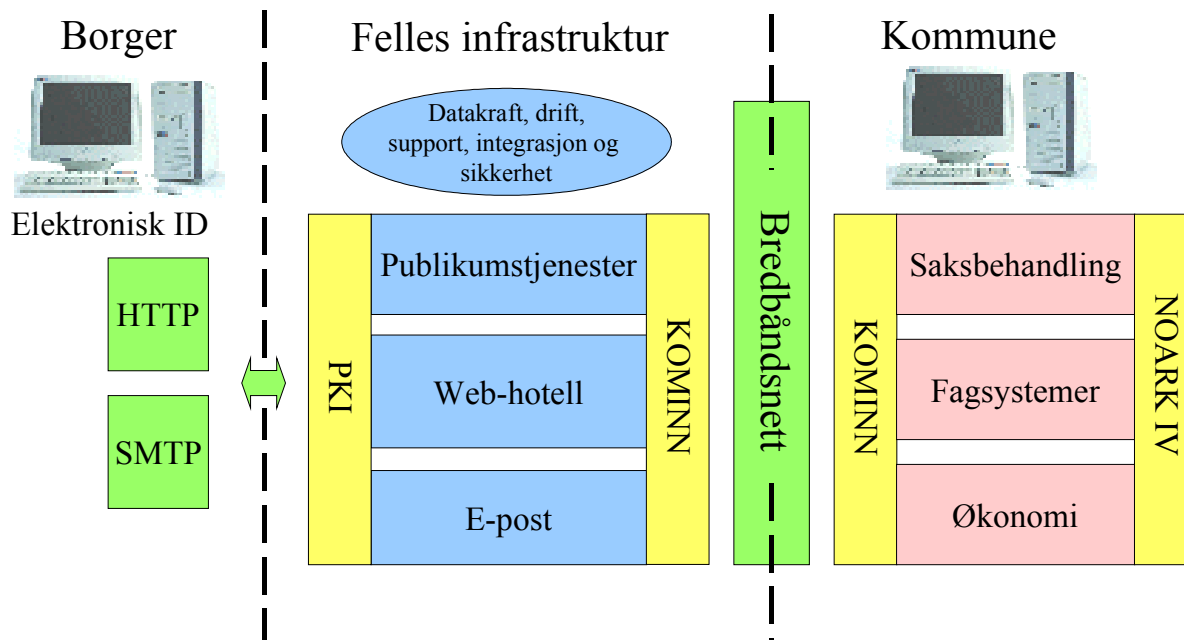 Borger
Felles infrastruktur
Kommune
Datakraft, drift,
support, integrasjon og
sikkerhet
Elektronisk ID
HTTP
SMTP
PKI
Publikumstjenester
Web-hotell
E-post
KOMINN
Bredbåndsnett
KOMINN
Saksbehandling
Fagsystemer
Økonomi
NOARK IV